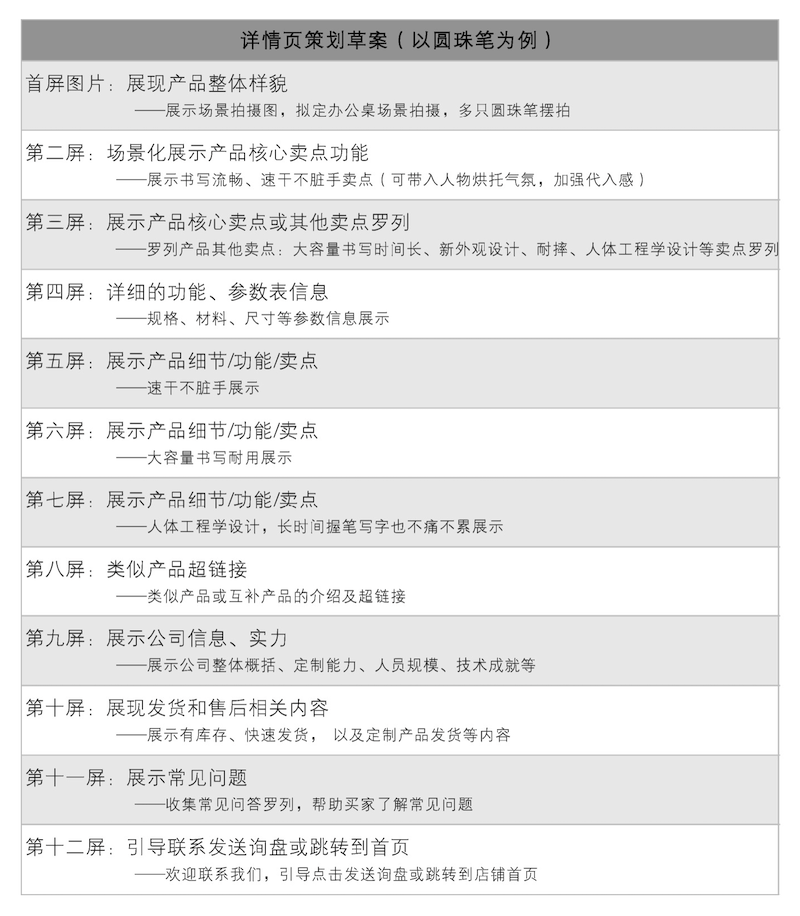 详情页策划草案（以圆珠笔为例）
首屏图片：展现产品整体样貌
——展示场景拍摄图，拟定办公桌场景拍摄，多只圆珠笔摆拍
第二屏：场景化展示产品核心卖点功能
——展示书写流畅、速干不脏手卖点（可带入人物烘托气氛，加强代入感）
第三屏：展示产品核心卖点或其他卖点罗列
——罗列产品其他卖点：大容量书写时间长、新外观设计、耐摔、人体工程学设计等卖点罗列
第四屏：详细的功能、参数表信息
——规格、材料、尺寸等参数信息展示
第五屏：展示产品细节/功能/卖点
——速干不脏手展示
第六屏：展示产品细节/功能/卖点
——大容量书写耐用展示
第七屏：展示产品细节/功能/卖点
——人体工程学设计，长时间握笔写字也不痛不累展示
第八屏：类似产品超链接
——类似产品或互补产品的介绍及超链接
第九屏：展示公司信息、实力
——展示公司整体概括、定制能力、人员规模、技术成就等
第十屏：展现发货和售后相关内容
——展示有库存、快速发货， 以及定制产品发货等内容
第十一屏：展示常见问题
——收集常见问答罗列，帮助买家了解常见问题
第十二屏：引导联系发送询盘或跳转到首页
——欢迎联系我们，引导点击发送询盘或跳转到店铺首页